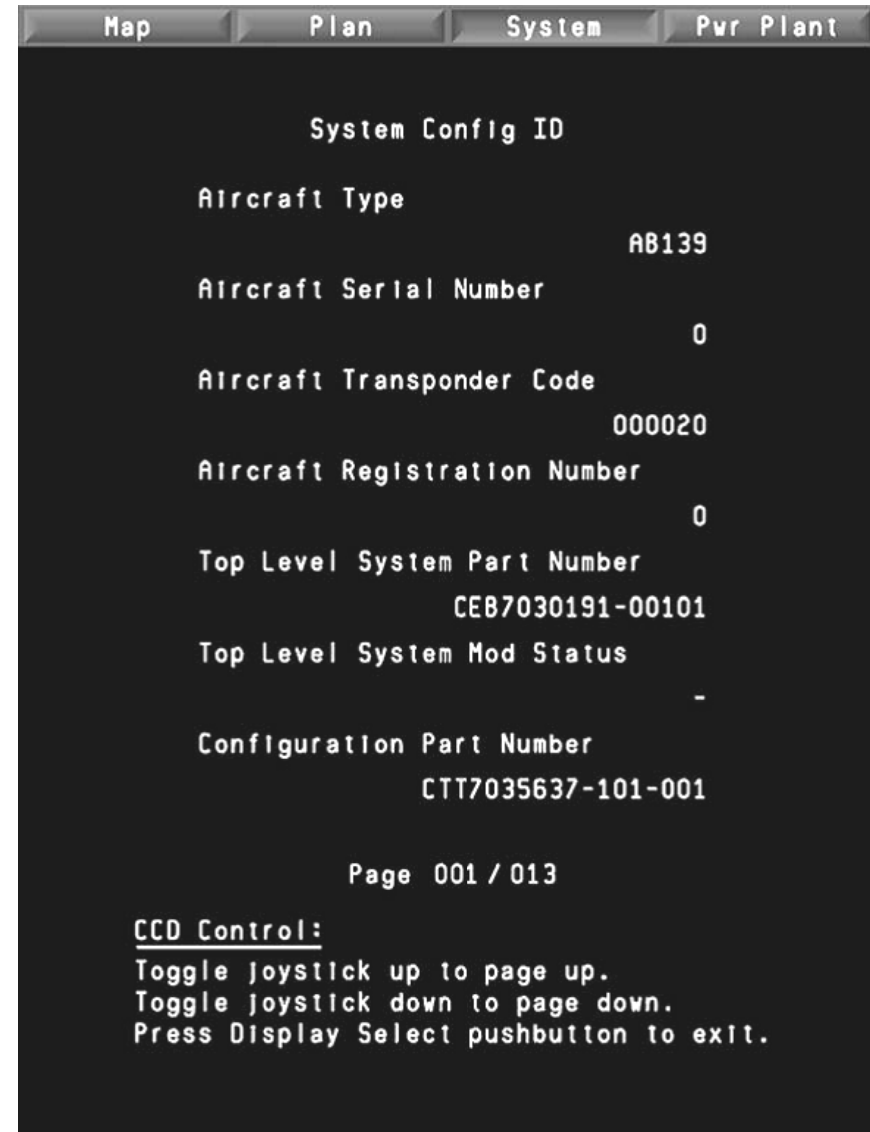 Map Plan System Pwr Plant
System Config ID
Aircraft Type
AB139
Aircraft Serial Number
0
Aircraft Transponder Code
000020
Aircraft Registration Number
0
Top Level System Part Number
CEB7030191-00101
Top Level System Mod Status
-
Configuration Part Number
CTT7035637-101-001
Page 001/013
CCD Control:
Toggle joystick up to page up.
Toggle joystick down to page down.
Press Display Select pushbutton to exit.